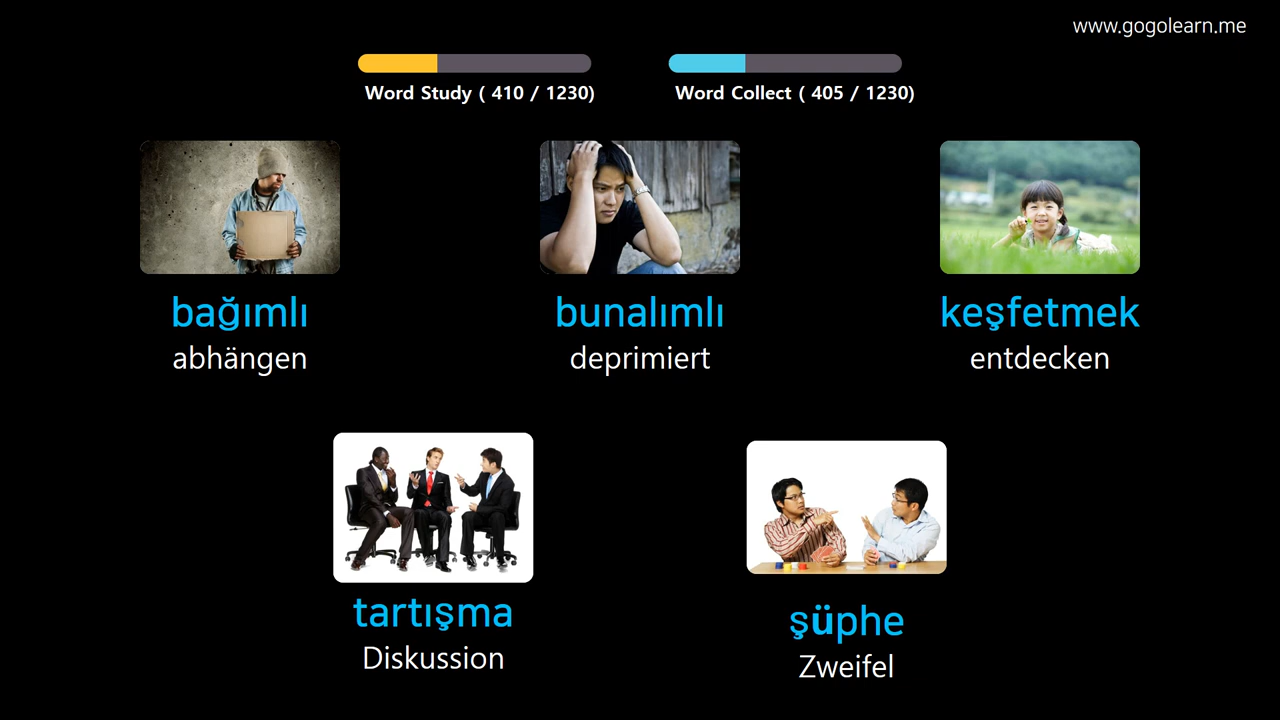 www.gogolearn.me
Word Study ( 410 / 1230)
Word Collect ( 405 / 1230)
bağımlı
abhängen
bunalımlı
deprimiert
keşfetmek
entdecken
tartışma
Diskussion
şüphe
Zweifel